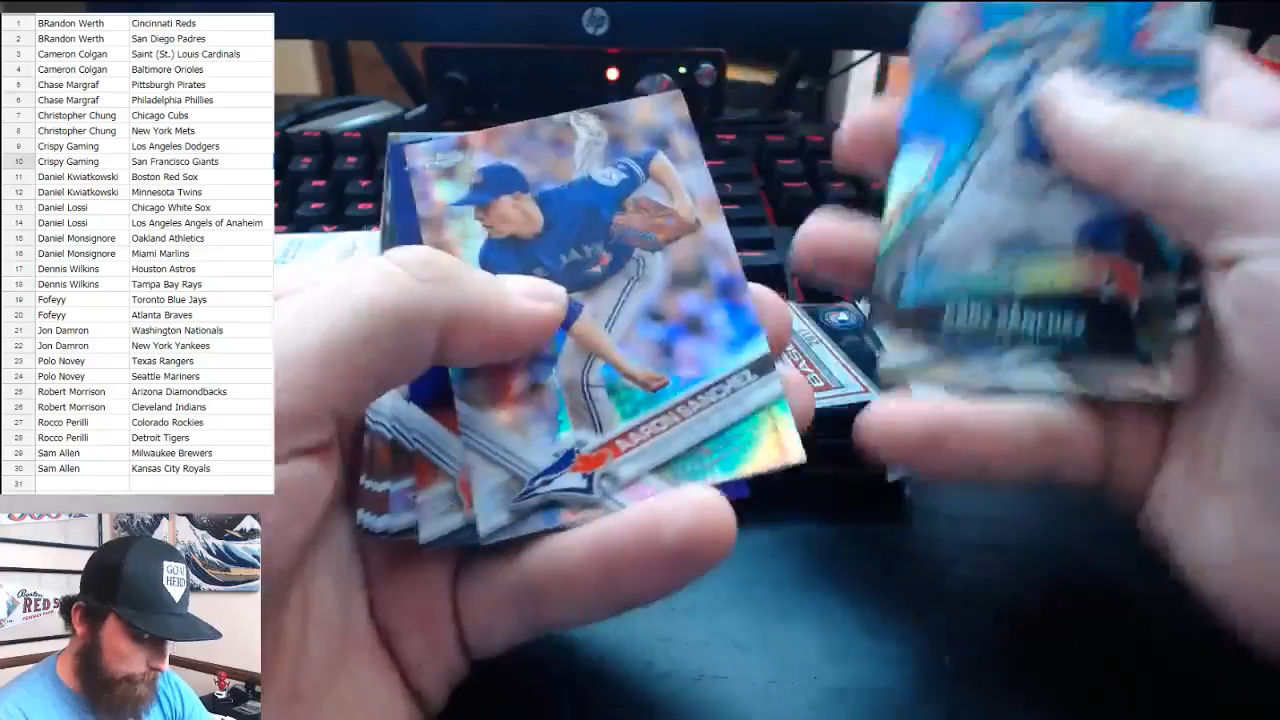 1 BRandon Werth Cincinnati Reds
2 BRandon Werth San Diego Padres
3 Cameron Colgan Saint (St.) Louis Cardinals
4 Cameron Colgan Baltimore Orioles
5 Chase Margraf Pittsburgh Pirates
6 Chase Margraf Philadelphia Phillies
7 Christopher Chung Chicago Cubs
8 Christopher Chung New York Mets
9 Crispy Gaming Los Angeles Dodgers
10 Crispy Gaming San Francisco Giants
11 Daniel Kwiatkowski Boston Red Sox
12 Daniel Kwiatkowski Minnesota Twins
13 Daniel Lossi Chicago White Sox
14 Daniel Lossi Los Angeles Angels of Anaheim
15 Daniel Monsignore Oakland Athletics
16 Daniel Monsignore Miami Marlins
17 Dennis Wilkins Houston Astros
18 Dennis Wilkins Tampa Bay Rays
19 Fofeyy Toronto Blue Jays
20 Fofeyy Atlanta Braves
21 Jon Damron Washington Nationals
22 Jon Damron New York Yankees
23 Polo Novey Texas Rangers
24 Polo Novey Seattle Mariners
25 Robert Morrison Arizona Diamondbacks
26 Robert Morrison Cleveland Indians
27 Rocco Perilli Colorado Rockies
28 Rocco Perilli Detroit Tigers
29 Sam Allen Milwaukee Brewers
30 Sam Allen Kansas City Royals
31
hp
AARON SANCHEZ
GOAT
HERD
Boston
RED S